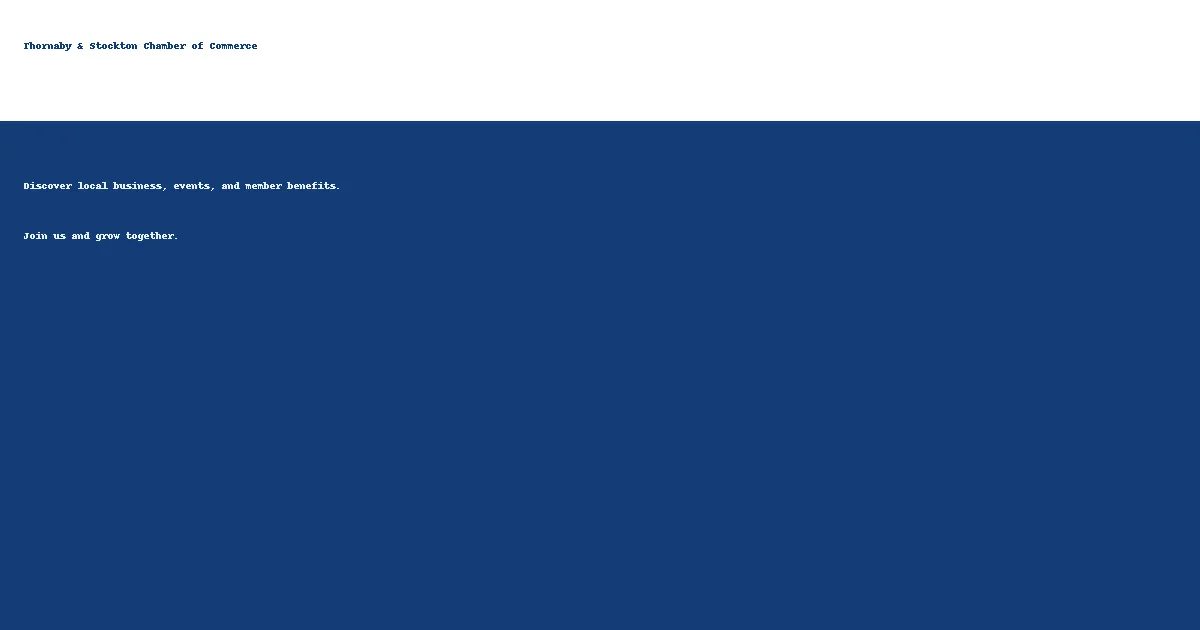 Thornaby & Stockton Chamber of Commerce
Discover local business, events, and member benefits.
Join us and grow together.